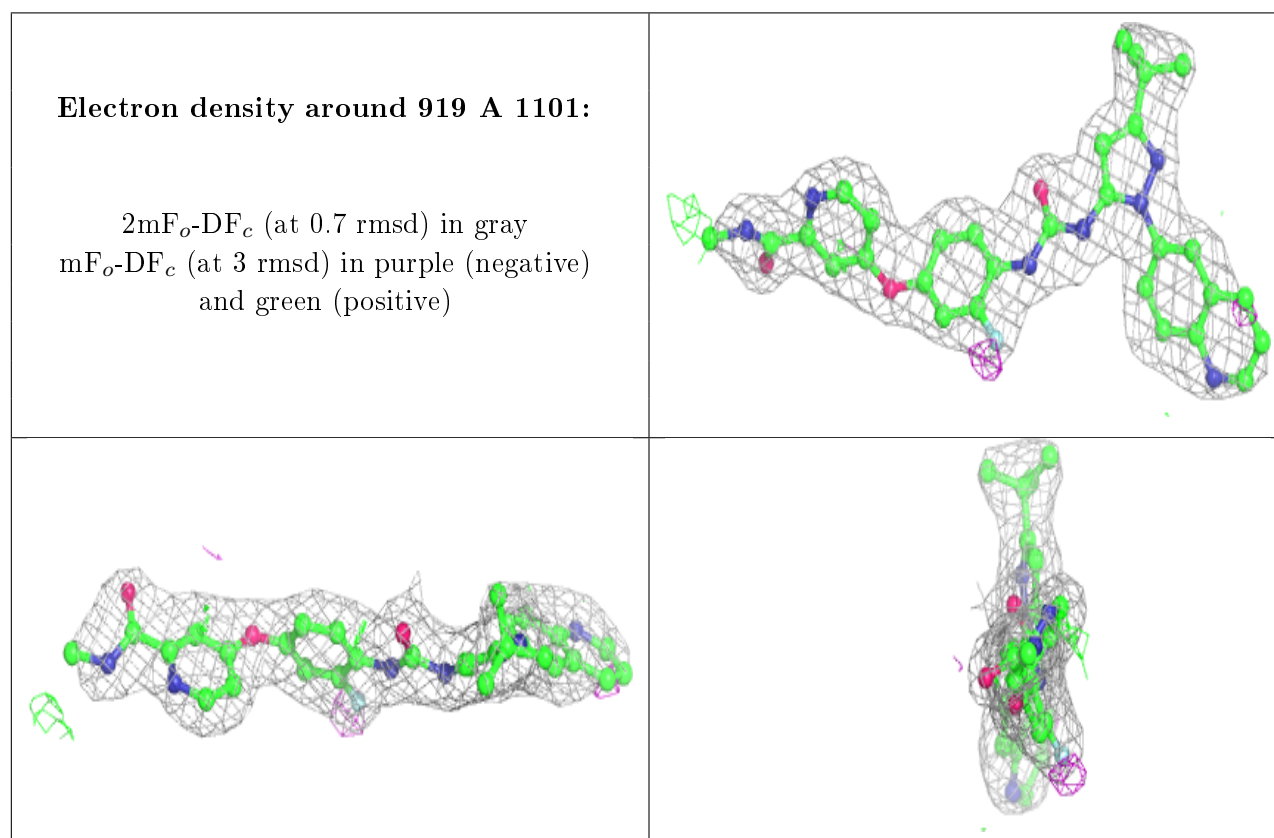 Electron density around 919 A 1101:
2mFₒ-DF𝒸 (at 0.7 rmsd) in gray
mFₒ-DF𝒸 (at 3 rmsd) in purple (negative)
and green (positive)